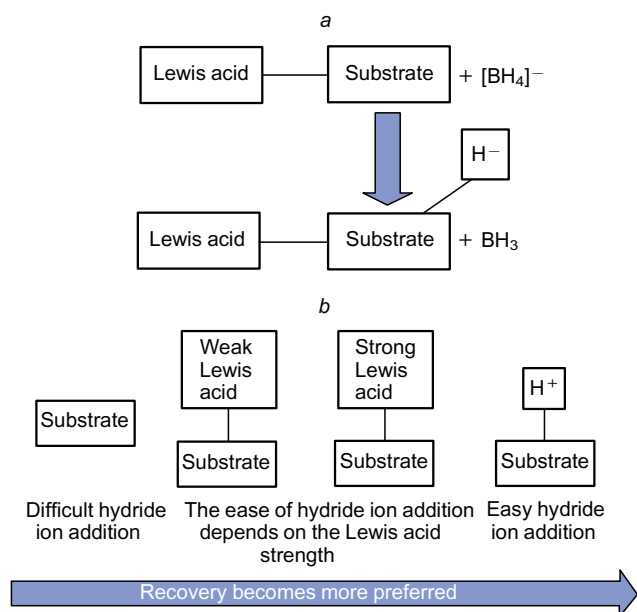 a
Lewis acid
Substrate
+ [BH₄]⁻
H⁻
Lewis acid
Substrate
+ BH₃
b
Weak
Lewis
acid
Strong
Lewis
acid
H⁺
Substrate
Substrate
Substrate
Substrate
Difficult hydride
ion addition
The ease of hydride ion addition
depends on the Lewis acid
strength
Easy hydride
ion addition
Recovery becomes more preferred